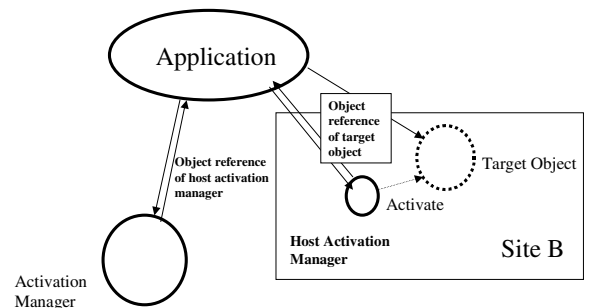 Application
Object
reference
of target
object
Object reference
of host activation
manager
Target Object
Activate
Host Activation
Manager
Site B
Activation
Manager